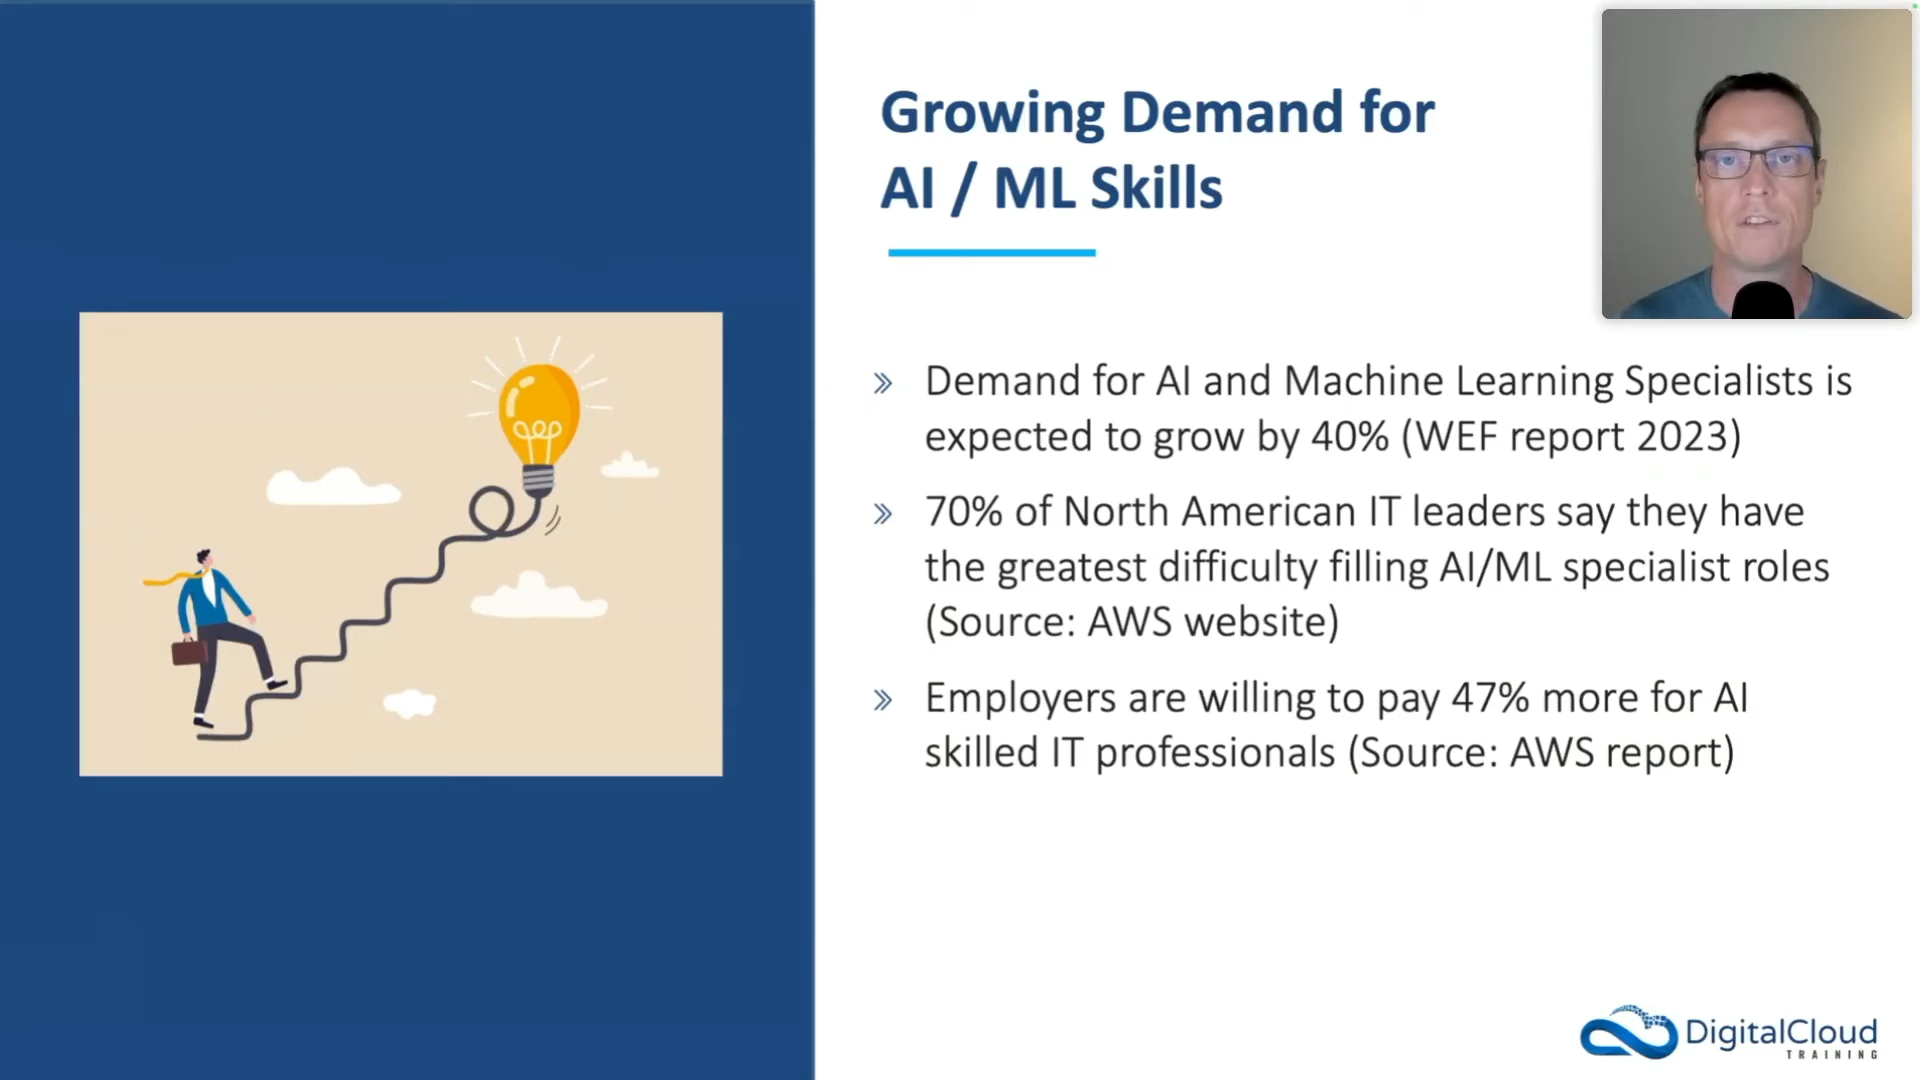 Growing Demand for
AI / ML Skills
» Demand for AI and Machine Learning Specialists is
expected to grow by 40% (WEF report 2023)
» 70% of North American IT leaders say they have
the greatest difficulty filling AI/ML specialist roles
(Source: AWS website)
» Employers are willing to pay 47% more for AI
skilled IT professionals (Source: AWS report)
DigitalCloud
TRAINING